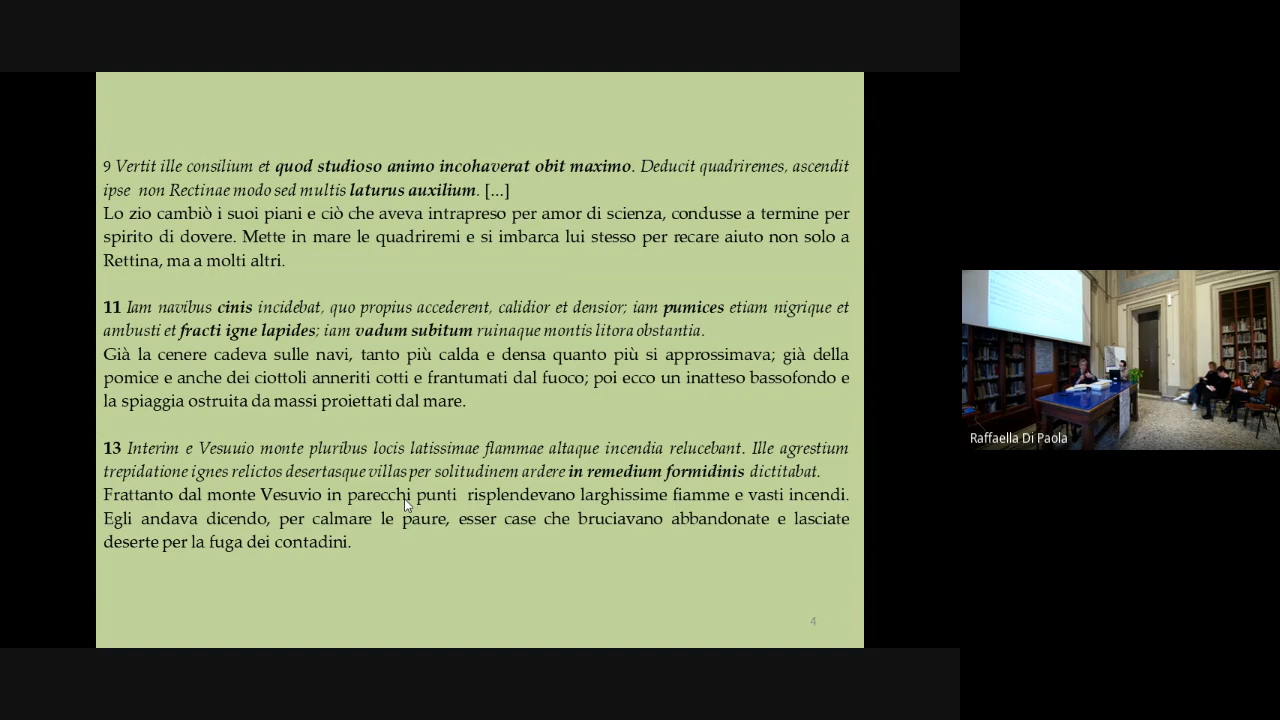 9 Vertit ille consilium et quod studioso animo incohaverat obit maximo. Deducit quadriremes, ascendit
ipse non Rectinae modo sed multis laturus auxilium. [...]
Lo zio cambiò i suoi piani e ciò che aveva intrapreso per amor di scienza, condusse a termine per
spirito di dovere. Mette in mare le quadriremi e si imbarca lui stesso per recare aiuto non solo a
Rettina, ma a molti altri.
11 Iam navibus cinis incidebat, quo propius accederent, calidior et densior; iam pumices etiam nigrique et
ambusti et fracti igne lapides; iam vadum subitum ruinaque montis litora obstantia.
Già la cenere cadeva sulle navi, tanto più calda e densa quanto più si approssimava; già della
pomice e anche dei ciottoli anneriti cotti e frantumati dal fuoco; poi ecco un inatteso bassofondo e
la spiaggia ostruita da massi proiettati dal mare.
13 Interim e Vesuuio monte pluribus locis latissimae flammae altaque incendia relucebant. Ille agrestium
trepidatione ignes relictos desertasque villas per solitudinem ardere in remedium formidinis dictitabat.
Frattanto dal monte Vesuvio in parecchi punti risplendevano larghissime fiamme e vasti incendi.
Egli andava dicendo, per calmare le paure, esser case che bruciavano abbandonate e lasciate
deserte per la fuga dei contadini.
4
Raffaella Di Paola